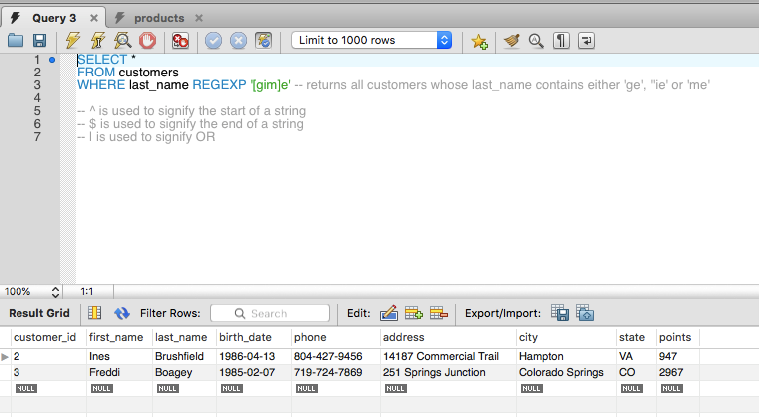 Query 3 products
Limit to 1000 rows
1 SELECT *
2 FROM customers
3 WHERE last_name REGEXP '[gim]e' -- returns all customers whose last_name contains either 'ge', "ie' or 'me'
4
5 -- ^ is used to signify the start of a string
6 -- $ is used to signify the end of a string
7 -- | is used to signify OR
100% 1:1
Result Grid Filter Rows: Search Edit: Export/Import:
customer_id first_name last_name birth_date phone address city state points
2 Ines Brushfield 1986-04-13 804-427-9456 14187 Commercial Trail Hampton VA 947
3 Freddi Boagey 1985-02-07 719-724-7869 251 Springs Junction Colorado Springs CO 2967
NULL NULL NULL NULL NULL NULL NULL NULL NULL